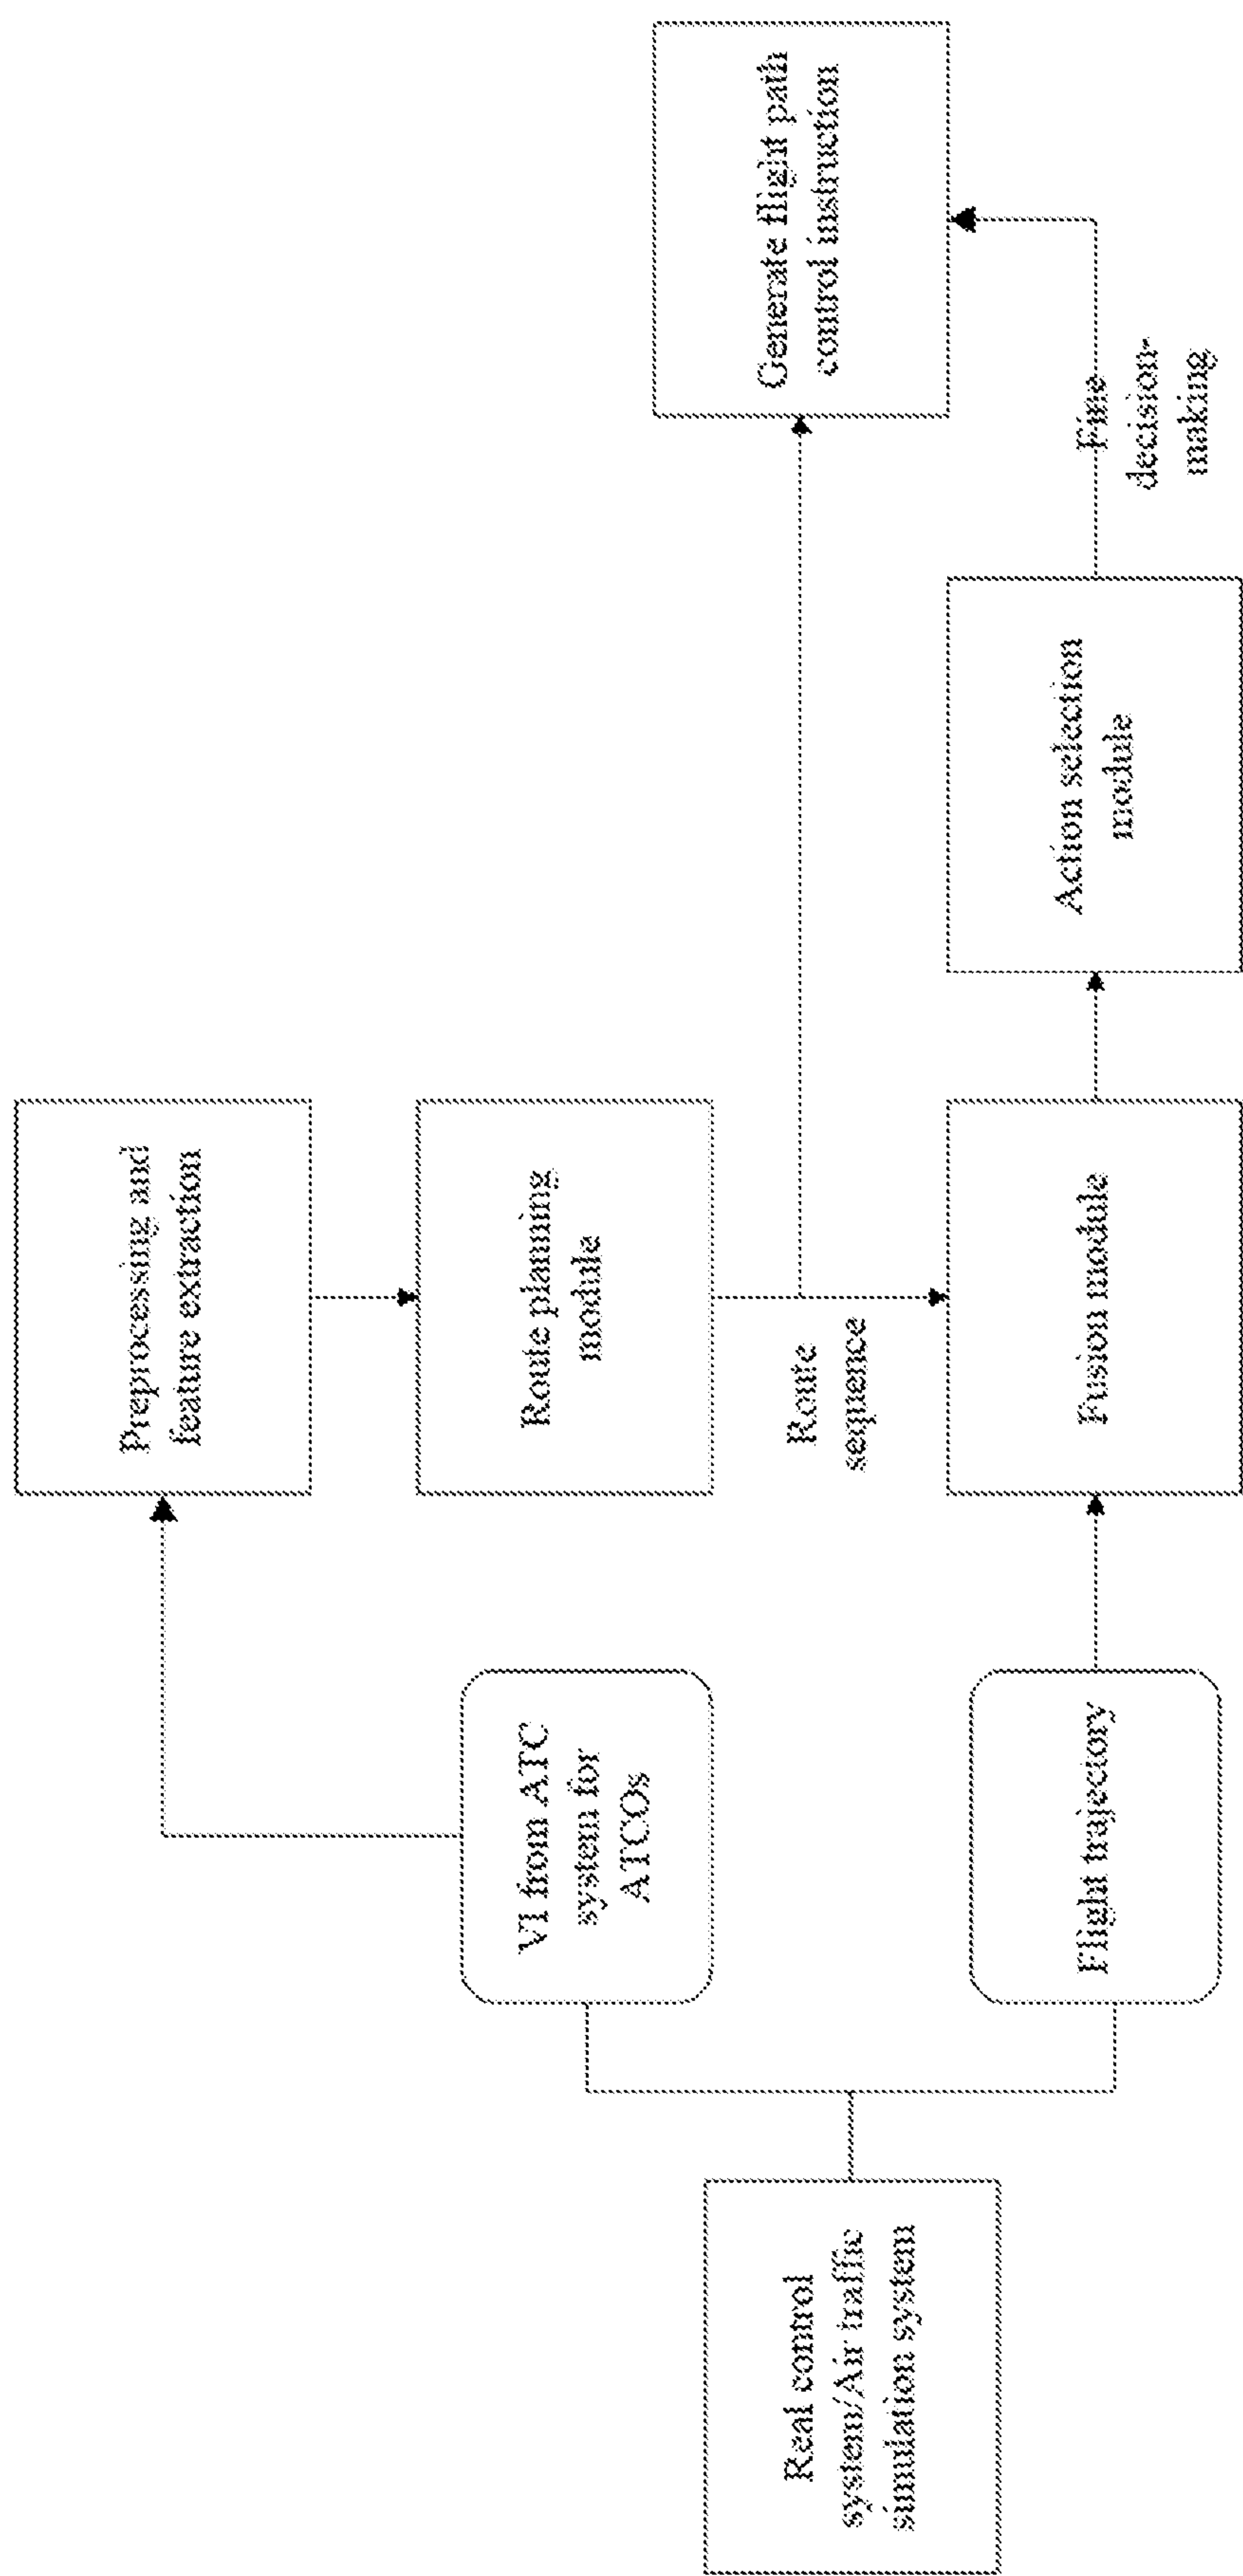 Real control
system/Air traffic
simulation system
VI from ATC
system for
ATCOs
Flight trajectory
Preprocessing and
feature extraction
Route planning
module
Route
sequence
Fusion module
Action selection
module
Fine
decision-
making
Generate flight path
control instruction